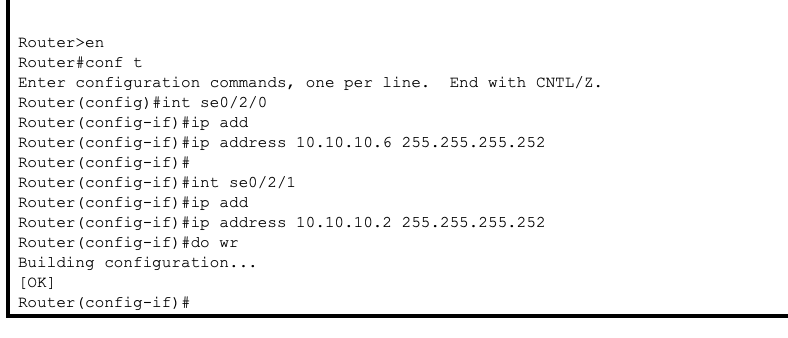 Router>en
Router#conf t
Enter configuration commands, one per line.  End with CNTL/Z.
Router(config)#int se0/2/0
Router(config-if)#ip add
Router(config-if)#ip address 10.10.10.6 255.255.255.252
Router(config-if)#
Router(config-if)#int se0/2/1
Router(config-if)#ip add
Router(config-if)#ip address 10.10.10.2 255.255.255.252
Router(config-if)#do wr
Building configuration...
[OK]
Router(config-if)#